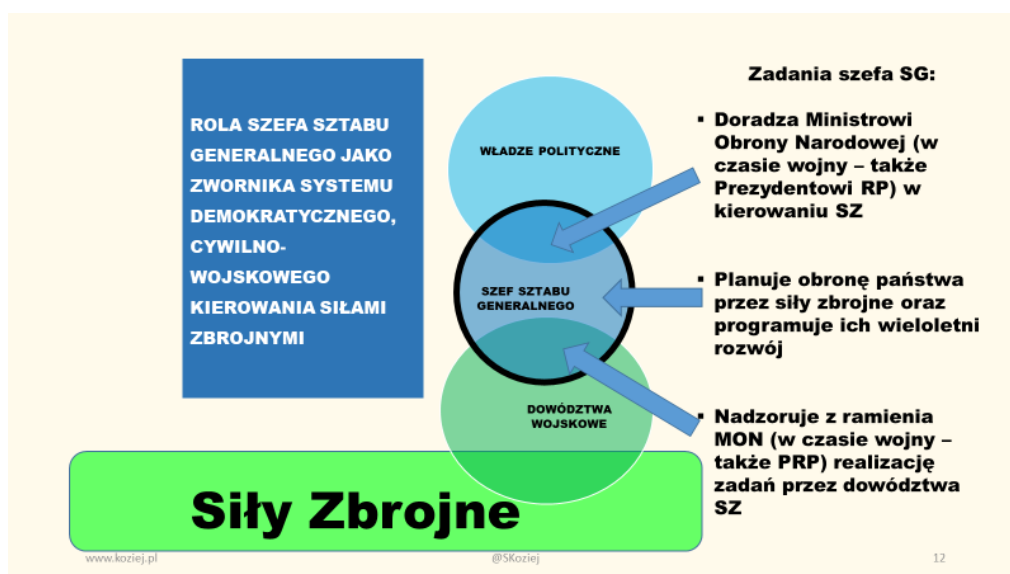 ROLA SZEFA SZTABU
GENERALNEGO JAKO
ZWORNIKA SYSTEMU
DEMOKRATYCZNEGO,
CYWILNO-
WOJSKOWEGO
KIEROWANIA SIŁAMI
ZBROJNYMI
WŁADZE POLITYCZNE
SZEF SZTABU
GENERALNEGO
DOWÓDZTWA
WOJSKOWE
Siły Zbrojne
Zadania szefa SG:
▪ Doradza Ministrowi
Obrony Narodowej (w
czasie wojny – także
Prezydentowi RP) w
kierowaniu SZ
▪ Planuje obronę państwa
przez siły zbrojne oraz
programuje ich wieloletni
rozwój
▪ Nadzoruje z ramienia
MON (w czasie wojny –
także PRP) realizację
zadań przez dowództwa
SZ
www.koziej.pl
@SKoziej
12